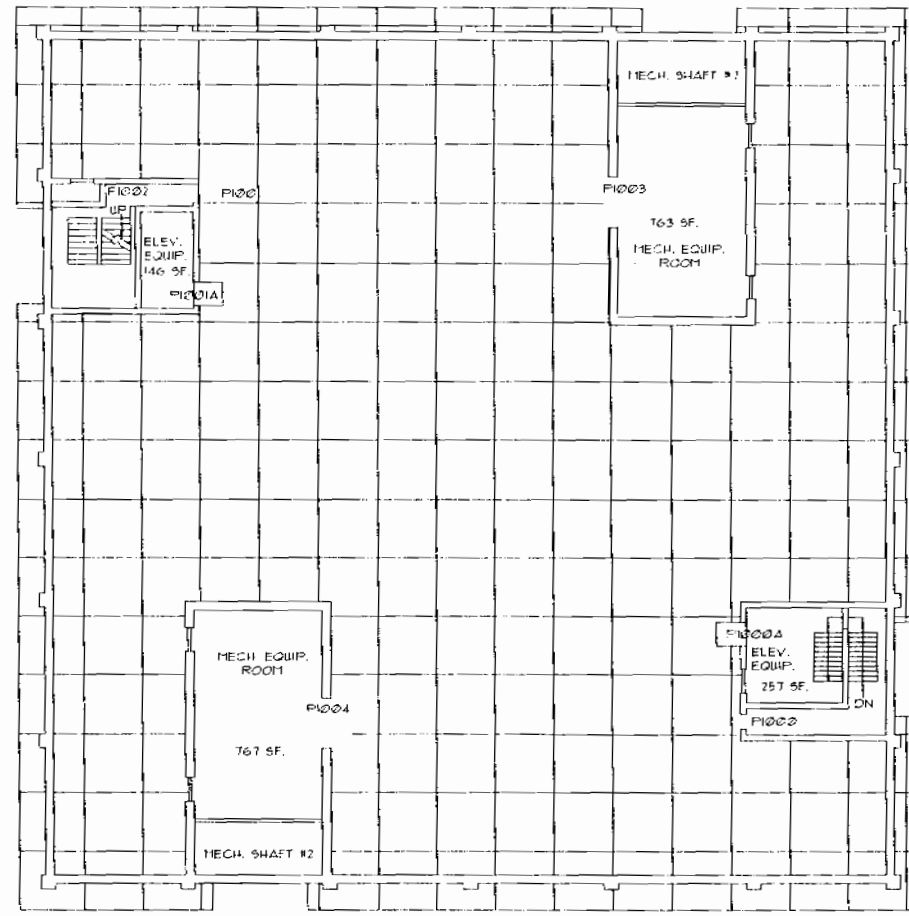 MECH. SHAFT #1
P1002
P100
P1003
UP
763 SF.
MECH. EQUIP.
ROOM
ELEV.
EQUIP.
146 SF.
P1001A
MECH EQUIP.
ROOM
P1000A
ELEV.
EQUIP.
257 SF.
DN
P1004
P1000
767 SF.
MECH. SHAFT #2